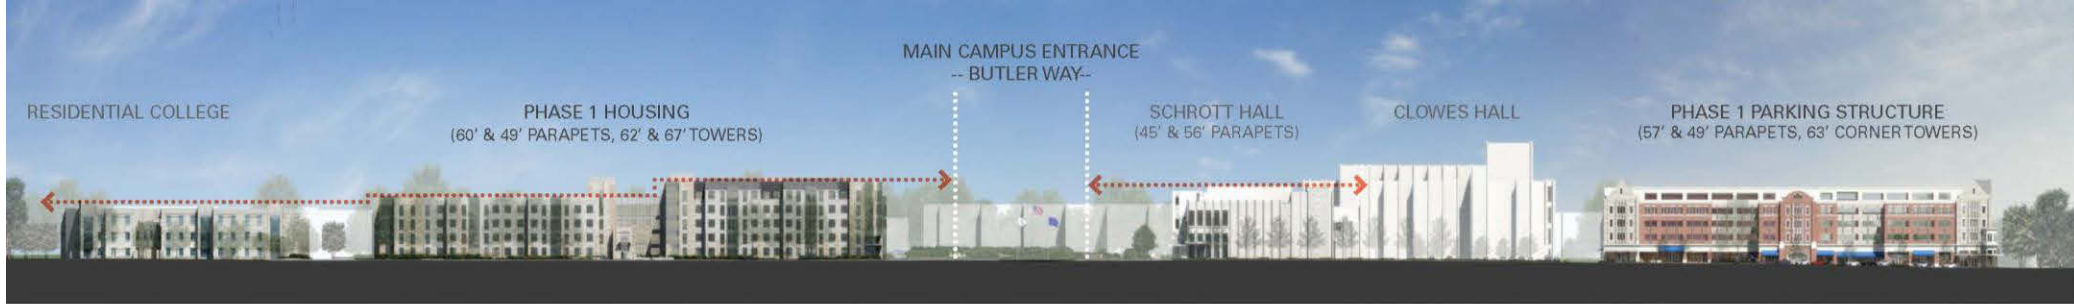 MAIN CAMPUS ENTRANCE
-- BUTLER WAY--
RESIDENTIAL COLLEGE
PHASE 1 HOUSING
(60' & 49' PARAPETS, 62' & 67' TOWERS)
SCHROTT HALL
(45' & 56' PARAPETS)
CLOWES HALL
PHASE 1 PARKING STRUCTURE
(57' & 49' PARAPETS, 63' CORNER TOWERS)